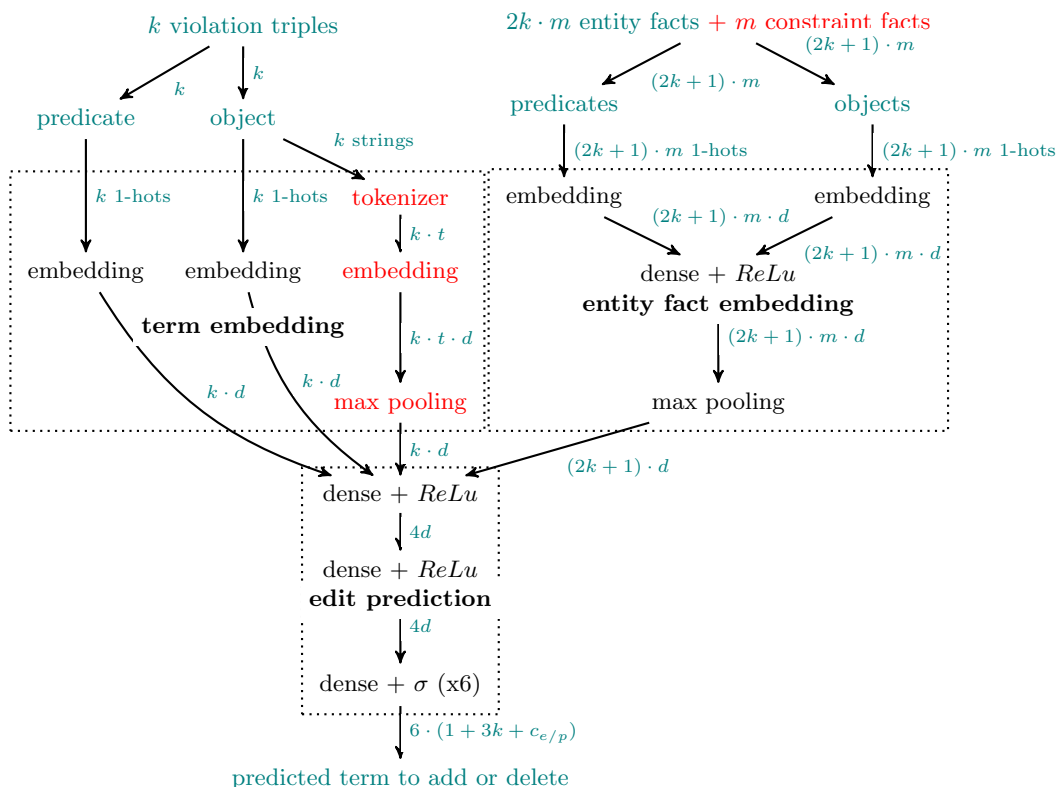 k violation triples
2k · m entity facts + m constraint facts
k
k
(2k + 1) · m
(2k + 1) · m
predicate
object
predicates
objects
k strings
(2k + 1) · m 1-hots
(2k + 1) · m 1-hots
k 1-hots
k 1-hots
tokenizer
embedding
embedding
k · t
(2k + 1) · m · d
(2k + 1) · m · d
embedding
embedding
embedding
dense + ReLu
entity fact embedding
term embedding
k · t · d
(2k + 1) · m · d
k · d
k · d
max pooling
max pooling
k · d
(2k + 1) · d
dense + ReLu
4d
dense + ReLu
edit prediction
4d
dense + σ (x6)
6 · (1 + 3k + c_{e/p})
predicted term to add or delete